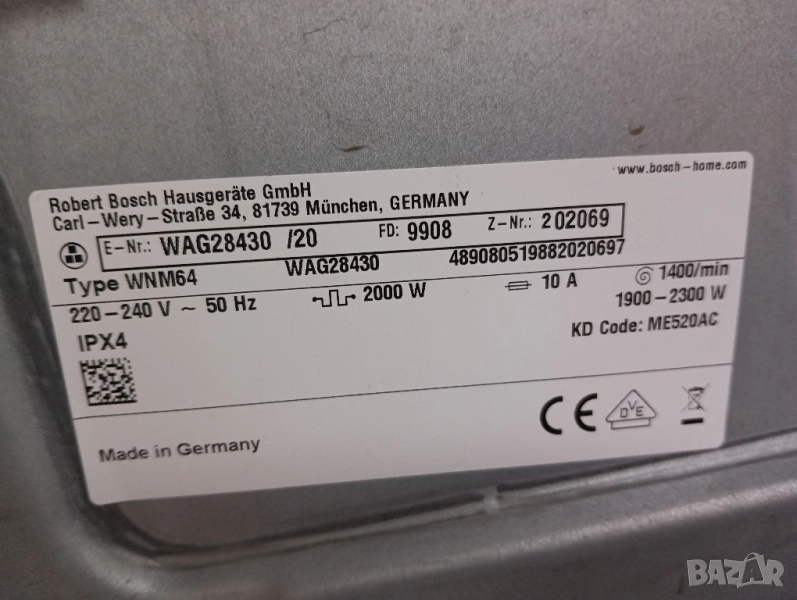 www.bosch-home.com
Robert Bosch Hausgeräte GmbH
Carl-Wery-Straße 34, 81739 München, GERMANY
E-Nr.: WAG28430 /20 FD: 9908 Z-Nr.: 202069
Type WNM64 WAG28430 489080519882020697
220-240 V ~ 50 Hz 2000 W 10 A 1400/min
1900-2300 W
IPX4 KD Code: ME520AC
CE DVE
Made in Germany
BAZAR